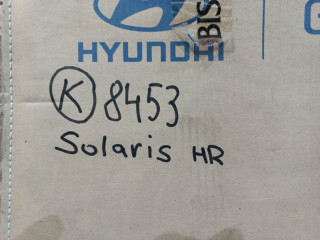 BIS
HYUNDAI
K 8453
Solaris HR